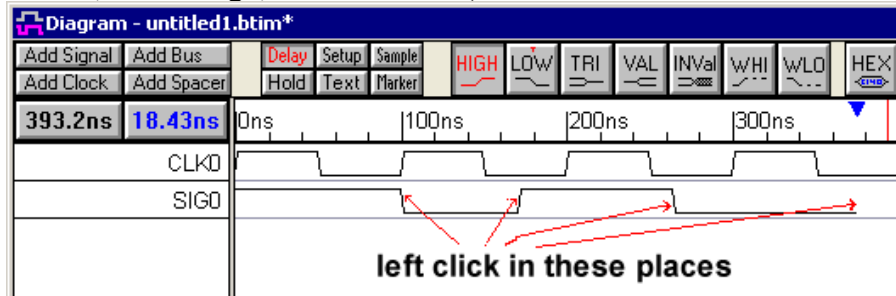 Diagram - untitled1.btim*
Add Signal Add Bus Delay Setup Sample HIGH LOW TRI VAL INVal WHI WLO HEX
Add Clock Add Spacer Hold Text Marker
393.2ns 18.43ns 0ns 100ns 200ns 300ns
CLK0
SIG0
left click in these places